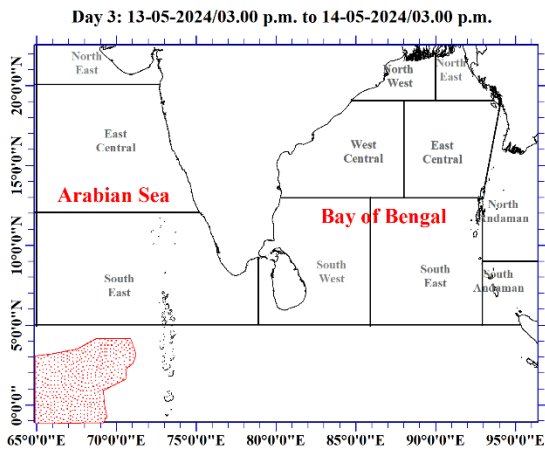 Day 3: 13-05-2024/03.00 p.m. to 14-05-2024/03.00 p.m.
North
East
North
West
North
East
20°0'0"N
East
Central
West
Central
East
Central
15°0'0"N
Arabian Sea
Bay of Bengal
North
Andaman
10°0'0"N
South
East
South
West
South
East
South
Andaman
5°0'0"N
0°0'0"
65°0'0"E 70°0'0"E 75°0'0"E 80°0'0"E 85°0'0"E 90°0'0"E 95°0'0"E